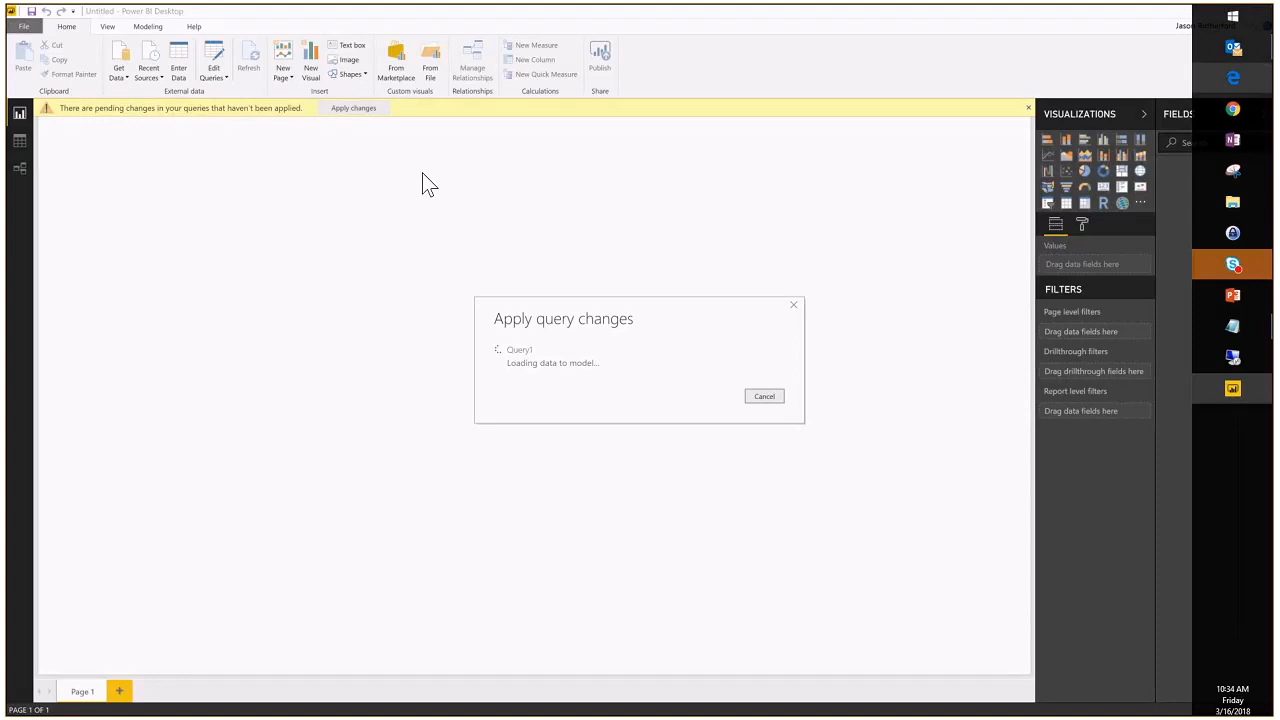 Untitled - Power BI Desktop
File Home View Modeling Help
Jason Rutherford
Paste
Cut
Copy
Format Painter
Clipboard
Get Data
Recent Sources
Enter Data
Edit Queries
External data
Refresh
New Page
New Visual
Text box
Image
Shapes
Insert
From Marketplace
From File
Custom visuals
Manage Relationships
Relationships
New Measure
New Column
New Quick Measure
Calculations
Publish
Share
There are pending changes in your queries that haven't been applied.
Apply changes
VISUALIZATIONS
FIELDS
R
Values
Drag data fields here
FILTERS
Page level filters
Drag data fields here
Drillthrough filters
Drag drillthrough fields here
Report level filters
Drag data fields here
Apply query changes
Query1
Loading data to model...
Cancel
Page 1
PAGE 1 OF 1
10:34 AM
Friday
3/16/2018